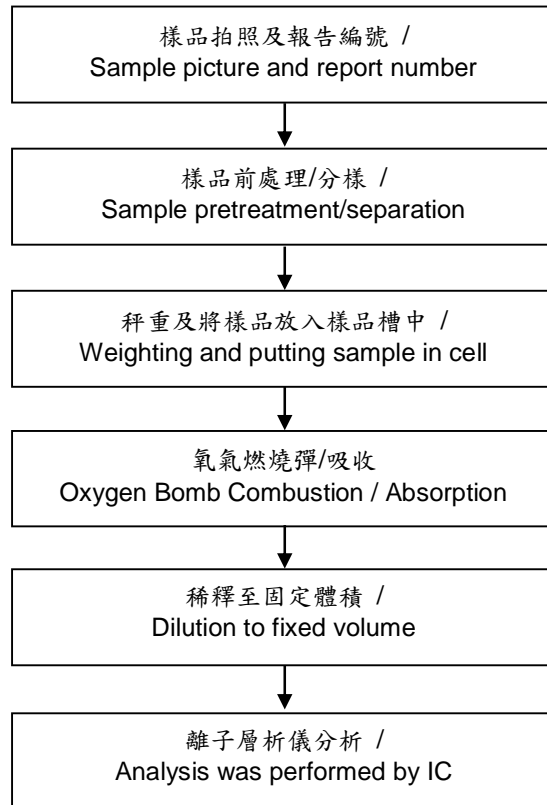 樣品拍照及報告編號 /
Sample picture and report number
樣品前處理/分樣 /
Sample pretreatment/separation
秤重及將樣品放入樣品槽中 /
Weighting and putting sample in cell
氧氣燃燒彈/吸收
Oxygen Bomb Combustion / Absorption
稀釋至固定體積 /
Dilution to fixed volume
離子層析儀分析 /
Analysis was performed by IC